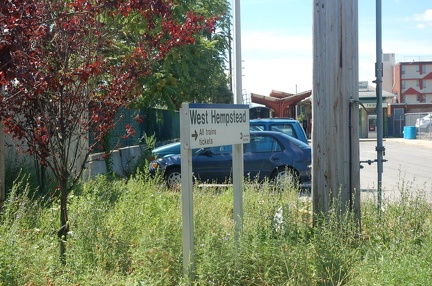 West Hempstead
→ All trains
tickets